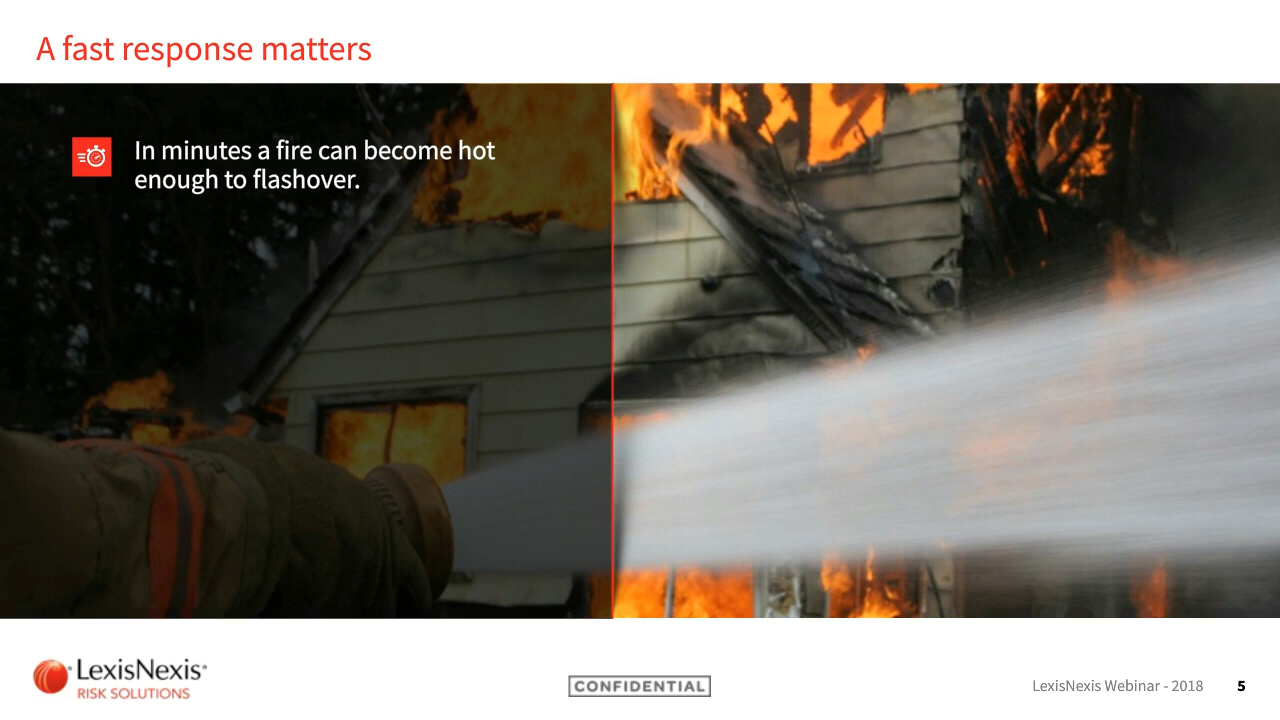 A fast response matters
In minutes a fire can become hot
enough to flashover.
LexisNexis®
RISK SOLUTIONS
CONFIDENTIAL
LexisNexis Webinar - 2018
5